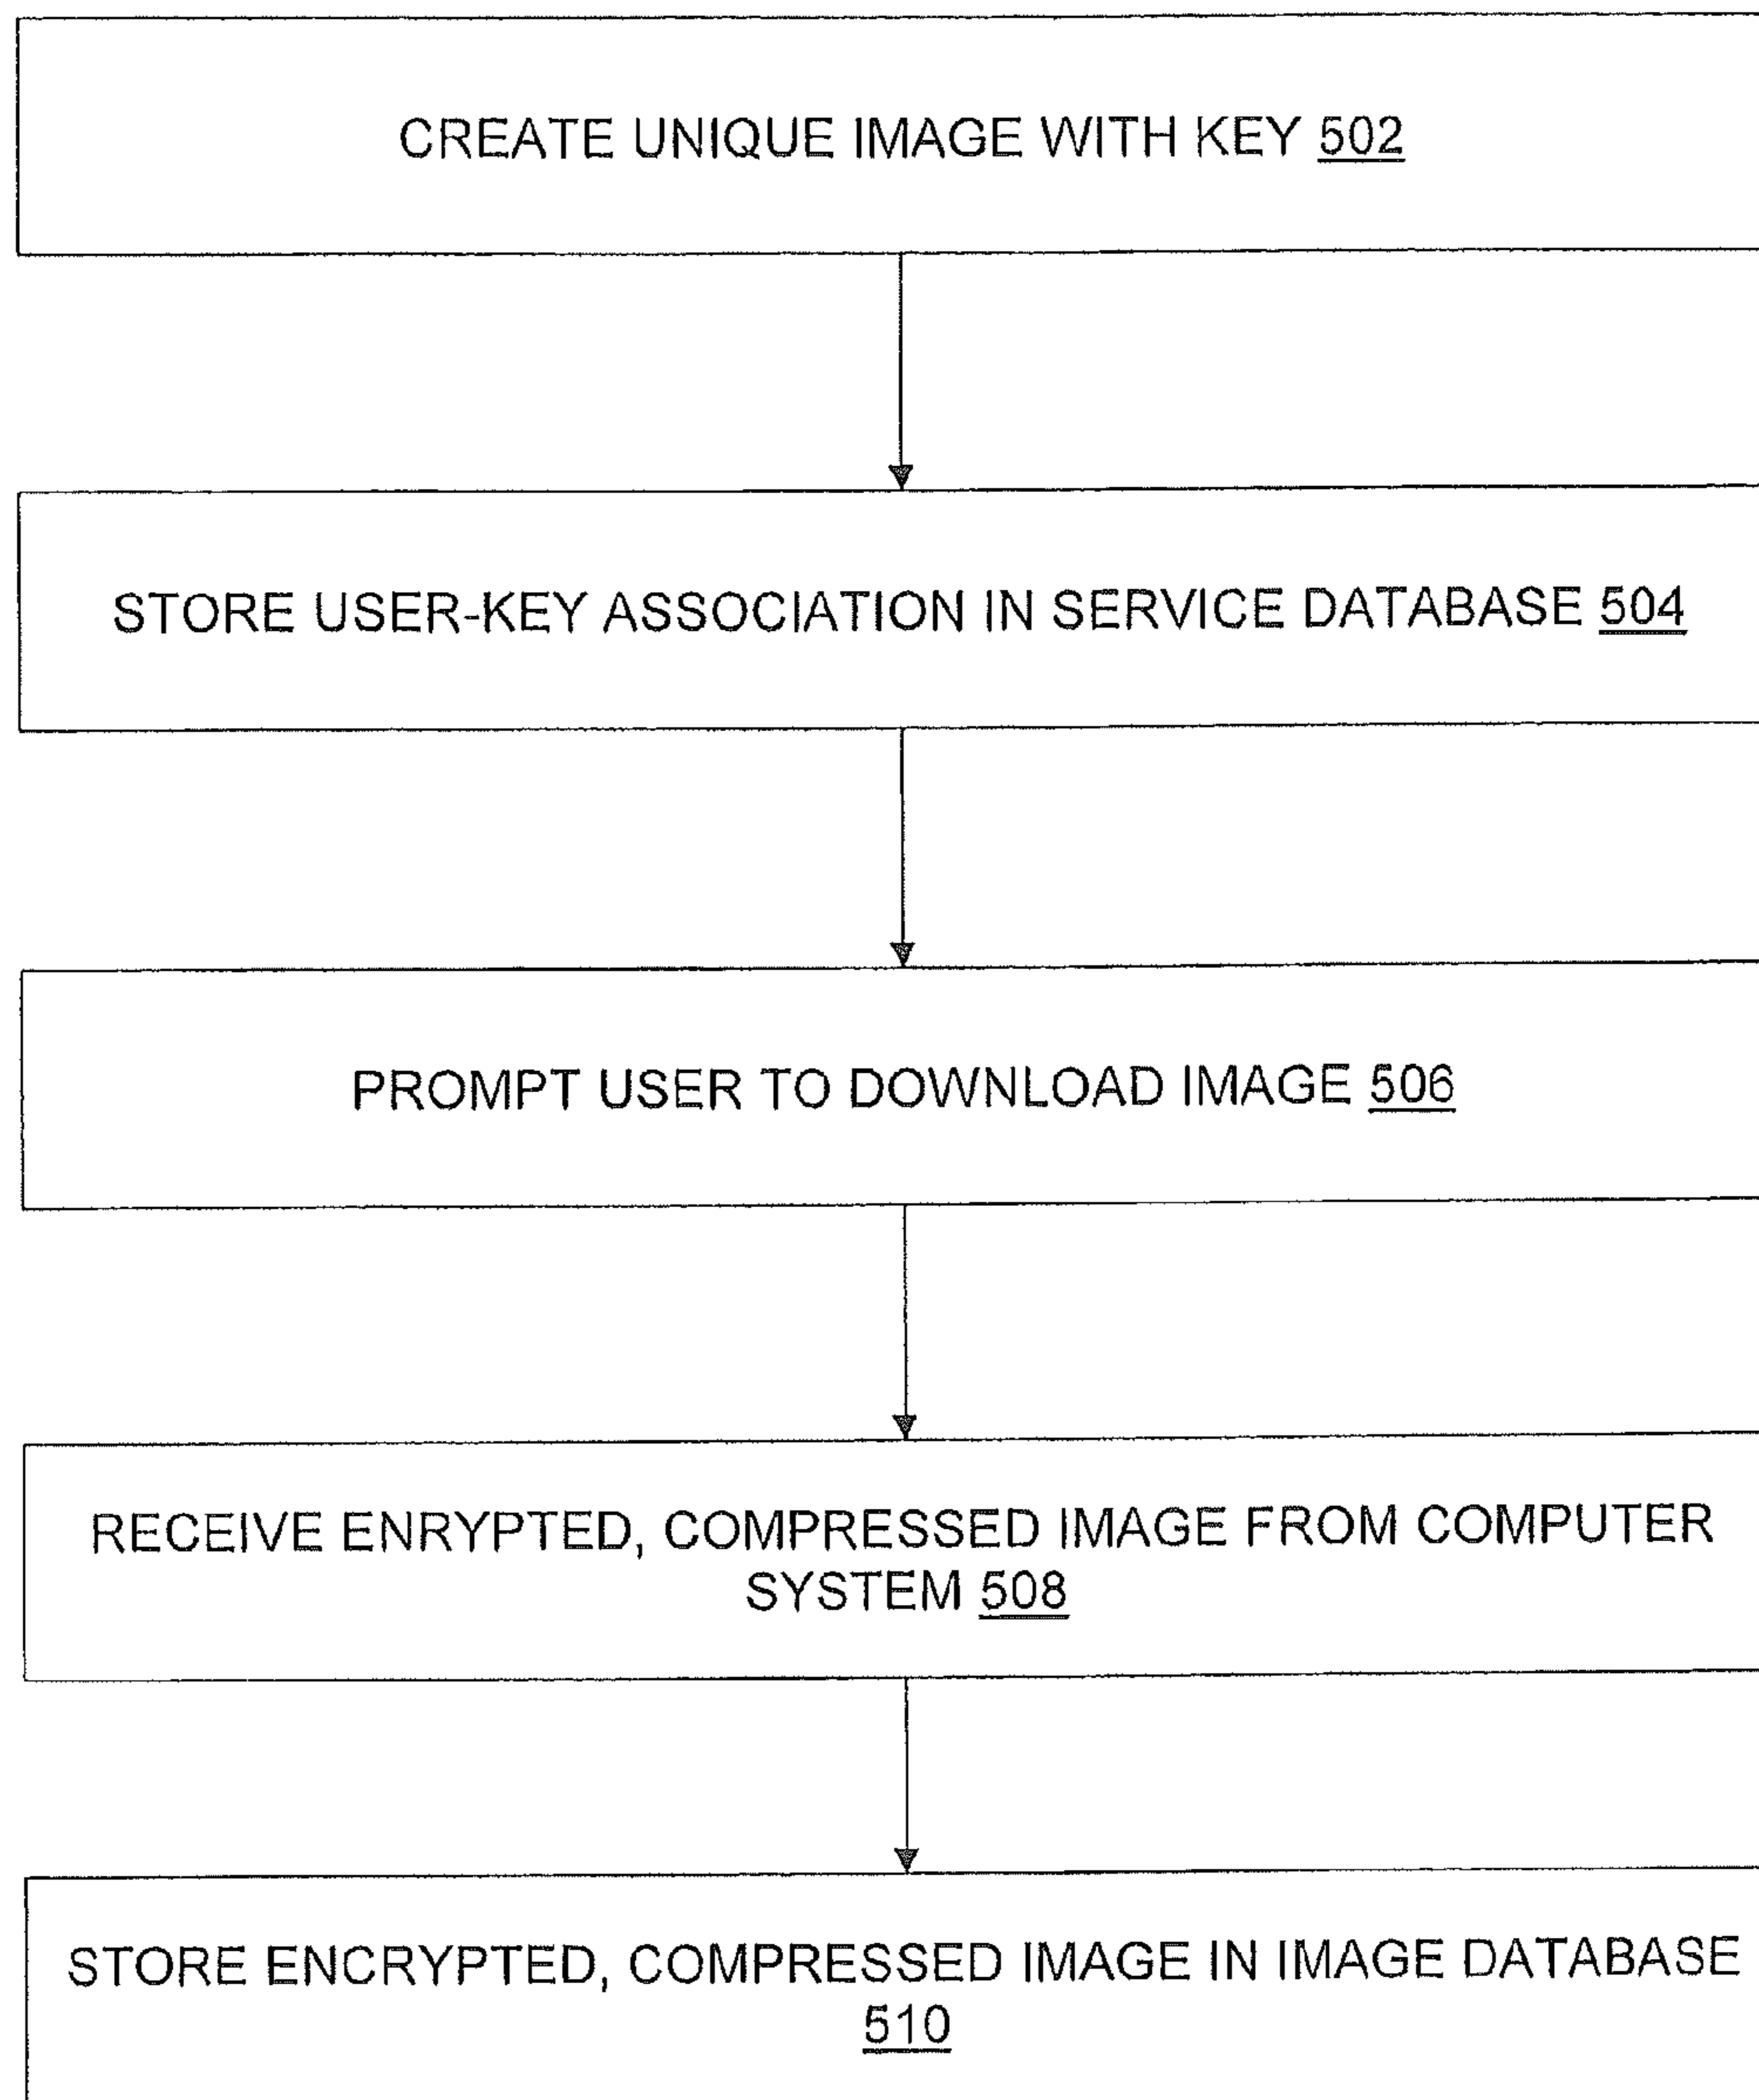 CREATE UNIQUE IMAGE WITH KEY 502
STORE USER-KEY ASSOCIATION IN SERVICE DATABASE 504
PROMPT USER TO DOWNLOAD IMAGE 506
RECEIVE ENRYPTED, COMPRESSED IMAGE FROM COMPUTER
SYSTEM 508
STORE ENCRYPTED, COMPRESSED IMAGE IN IMAGE DATABASE
510